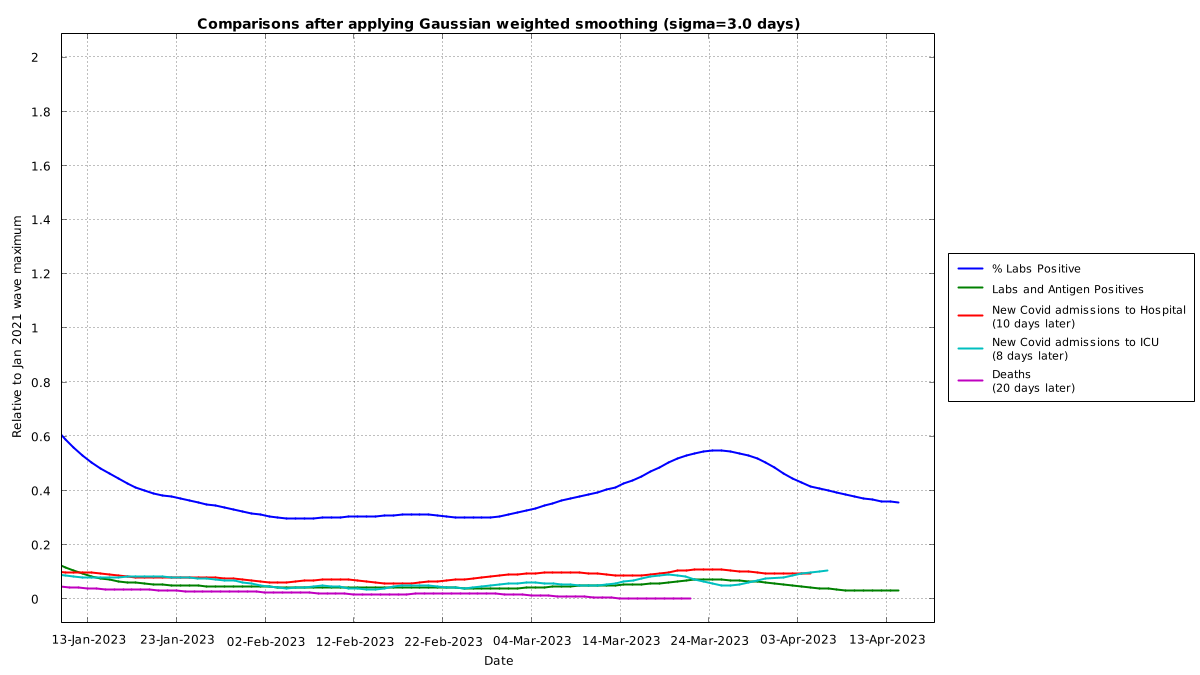 Comparisons after applying Gaussian weighted smoothing (sigma=3.0 days)
Relative to Jan 2021 wave maximum
2
1.8
1.6
1.4
1.2
1
0.8
0.6
0.4
0.2
0
13-Jan-2023 23-Jan-2023 02-Feb-2023 12-Feb-2023 22-Feb-2023 04-Mar-2023 14-Mar-2023 24-Mar-2023 03-Apr-2023 13-Apr-2023
Date
% Labs Positive
Labs and Antigen Positives
New Covid admissions to Hospital
(10 days later)
New Covid admissions to ICU
(8 days later)
Deaths
(20 days later)